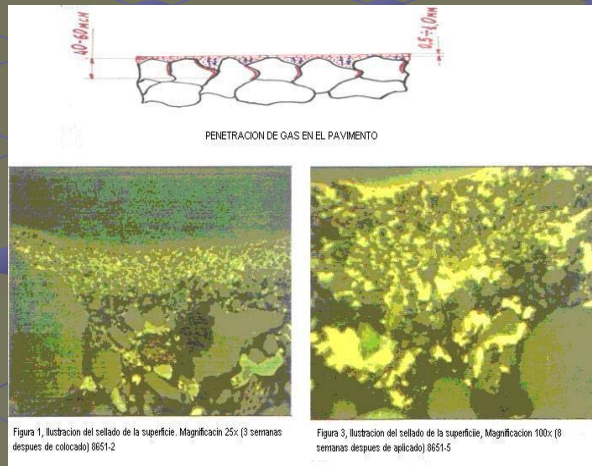 40-60мкм
0.5÷1,0мм
PENETRACION DE GAS EN EL PAVIMENTO
Figura 1, Ilustracion del sellado de la superficie. Magnificacin 25x (3 semanas
despues de colocado) 8651-2
Figura 3, Ilustracion del sellado de la superficiie, Magnificacion 100x (8
semanas despues de aplicado) 8651-5